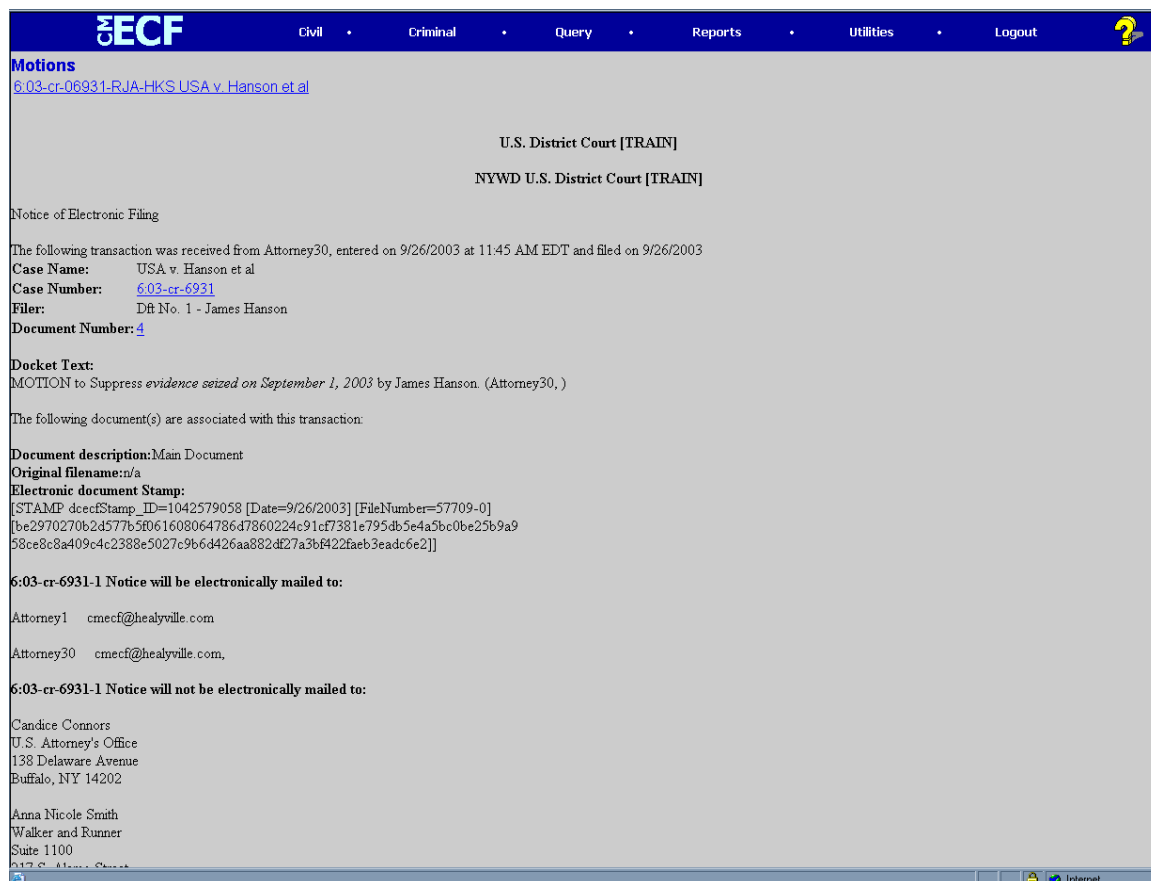 CM ECF Civil • Criminal • Query • Reports • Utilities • Logout ?
Motions
6:03-cr-06931-RJA-HKS USA v. Hanson et al
U.S. District Court [TRAIN]
NYWD U.S. District Court [TRAIN]
Notice of Electronic Filing
The following transaction was received from Attorney30, entered on 9/26/2003 at 11:45 AM EDT and filed on 9/26/2003
Case Name: USA v. Hanson et al
Case Number: 6:03-cr-6931
Filer: Dft No. 1 - James Hanson
Document Number: 4
Docket Text:
MOTION to Suppress evidence seized on September 1, 2003 by James Hanson. (Attorney30, )
The following document(s) are associated with this transaction:
Document description:Main Document
Original filename:n/a
Electronic document Stamp:
[STAMP dcecfStamp_ID=1042579058 [Date=9/26/2003] [FileNumber=57709-0]
[be2970270b2d577b5f061608064786d7860224c91cf7381e795db5e4a5bc0be25b9a9
58ce8c8a409c4c2388e5027c9b6d426aa882df27a3bf422faeb3eadc6e2]]
6:03-cr-6931-1 Notice will be electronically mailed to:
Attorney1 cmecf@healyville.com
Attorney30 cmecf@healyville.com,
6:03-cr-6931-1 Notice will not be electronically mailed to:
Candice Connors
U.S. Attorney's Office
138 Delaware Avenue
Buffalo, NY 14202
Anna Nicole Smith
Walker and Runner
Suite 1100
217 S. Alamo Street
Internet